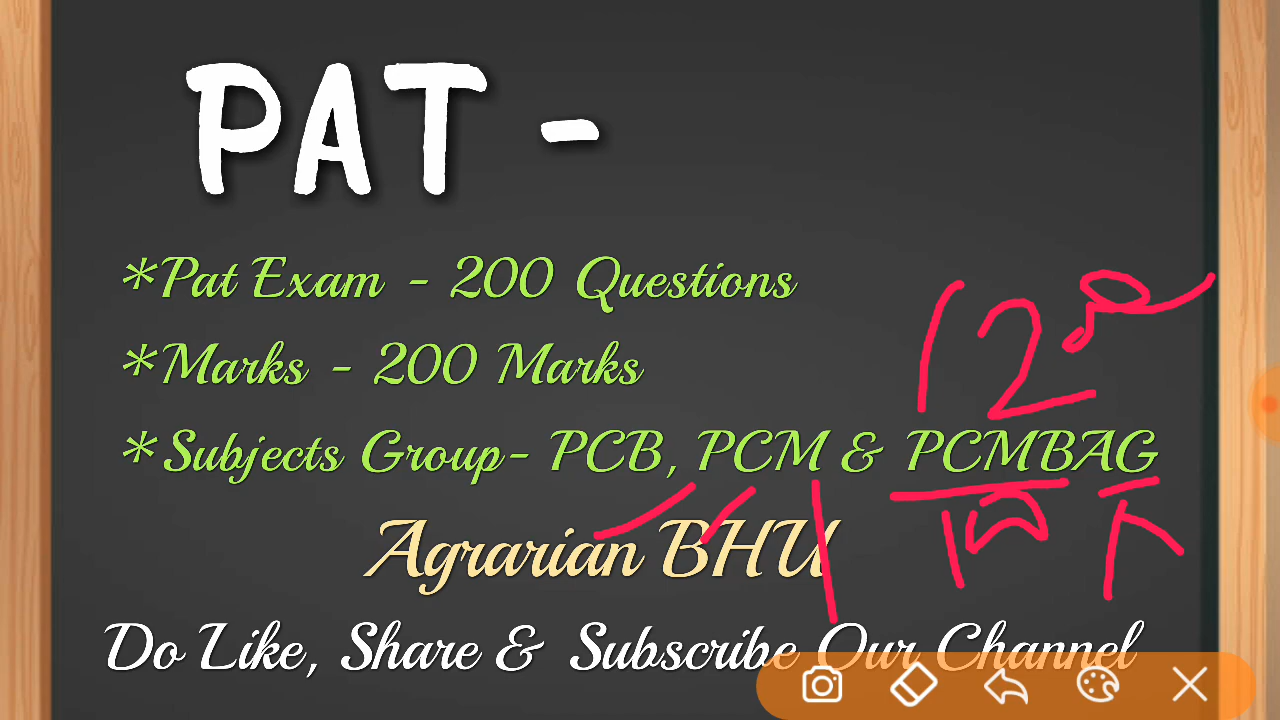 PAT -
*Pat Exam - 200 Questions
*Marks - 200 Marks
12
*Subjects Group- PCB, PCM & PCMBAG
Agrarian BHU
Do Like, Share & Subscribe Our Channel